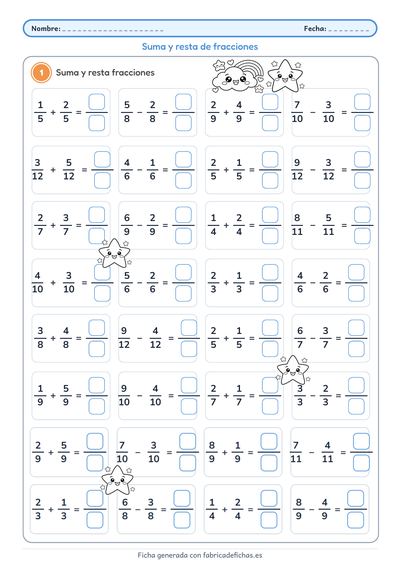 Nombre: Fecha:
Suma y resta de fracciones
1 Suma y resta fracciones
1/5 + 2/5 = 5/8 - 2/8 = 2/9 + 4/9 = 7/10 - 3/10 =
3/12 + 5/12 = 4/6 - 1/6 = 2/5 + 1/5 = 9/12 - 3/12 =
2/7 + 3/7 = 6/9 - 2/9 = 1/4 + 2/4 = 8/11 - 5/11 =
4/10 + 3/10 = 5/6 - 2/6 = 2/3 + 1/3 = 4/6 - 2/6 =
3/8 + 4/8 = 9/12 - 4/12 = 2/5 + 1/5 = 6/7 - 3/7 =
1/9 + 5/9 = 9/10 - 4/10 = 2/7 + 4/7 = 3/3 - 2/3 =
2/9 + 5/9 = 7/10 - 3/10 = 8/9 + 1/9 = 7/11 - 4/11 =
2/3 + 1/3 = 6/8 - 3/8 = 1/4 + 2/4 = 8/9 - 4/9 =
Ficha generada con fabricadefichas.es